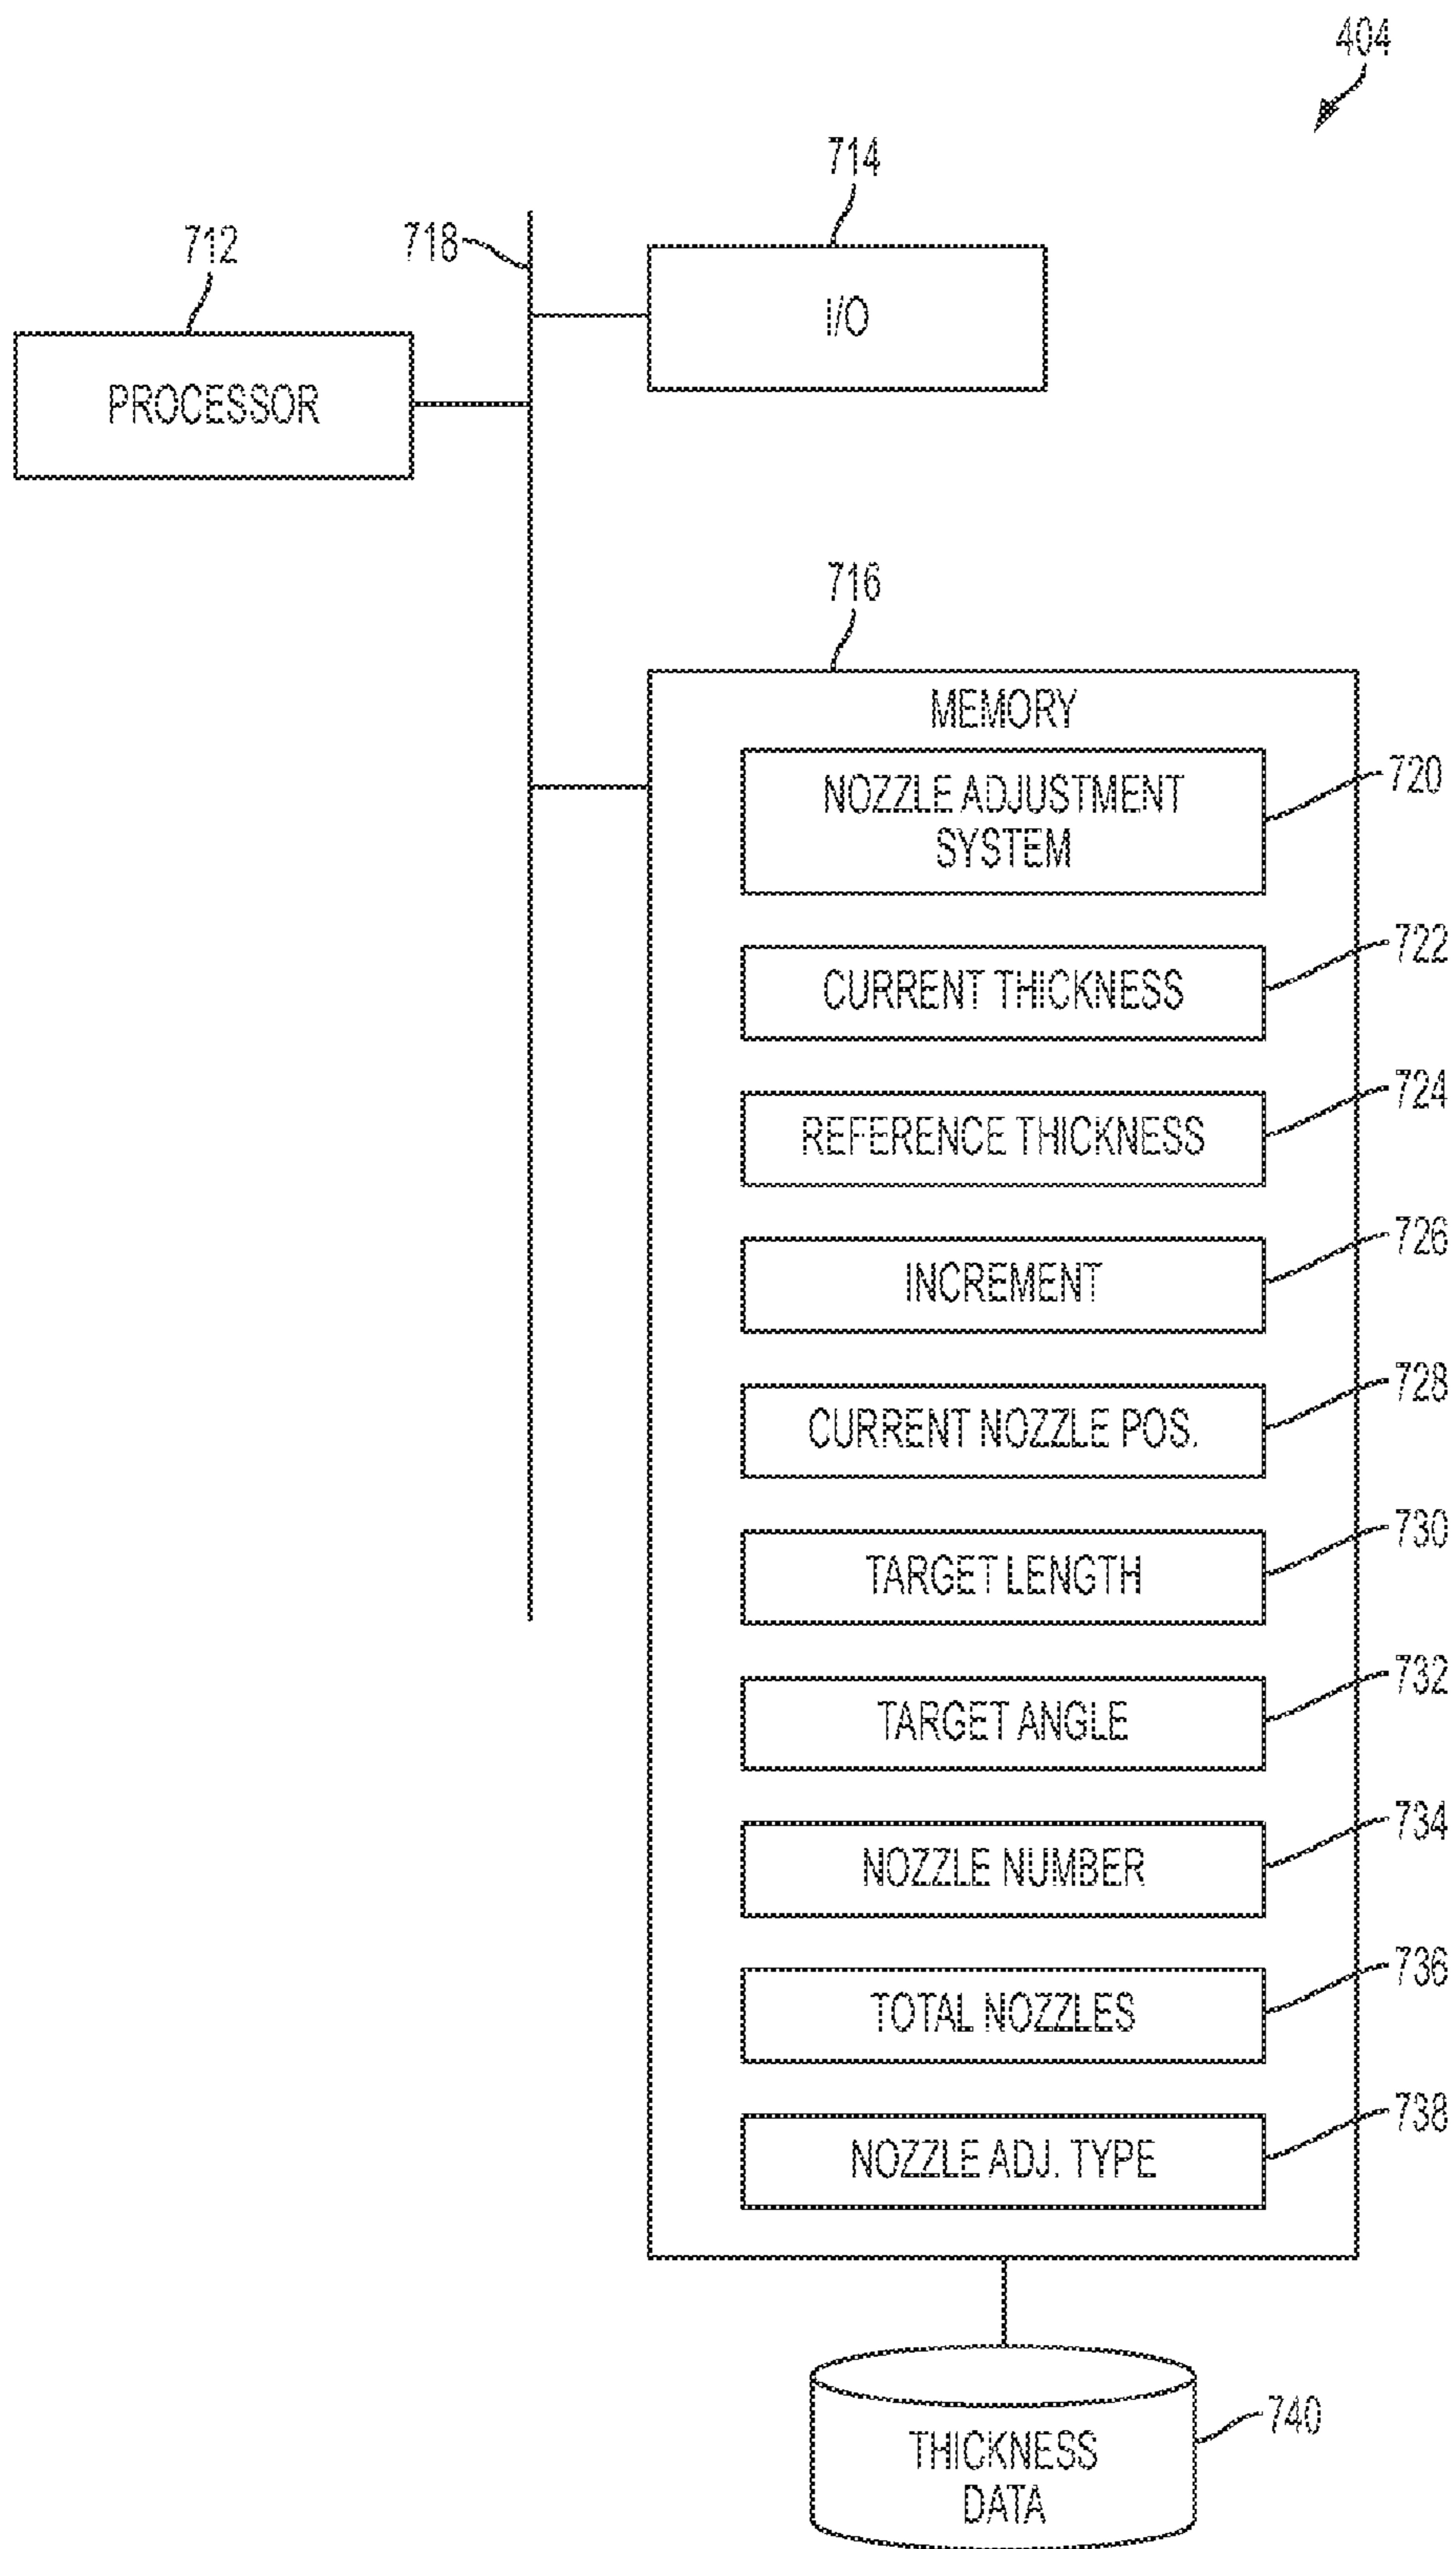 404
714
712
718
I/O
PROCESSOR
716
MEMORY
NOZZLE ADJUSTMENT
SYSTEM
720
CURRENT THICKNESS
722
REFERENCE THICKNESS
724
INCREMENT
726
CURRENT NOZZLE POS.
728
TARGET LENGTH
730
TARGET ANGLE
732
NOZZLE NUMBER
734
TOTAL NOZZLES
736
NOZZLE ADJ. TYPE
738
THICKNESS
DATA
740